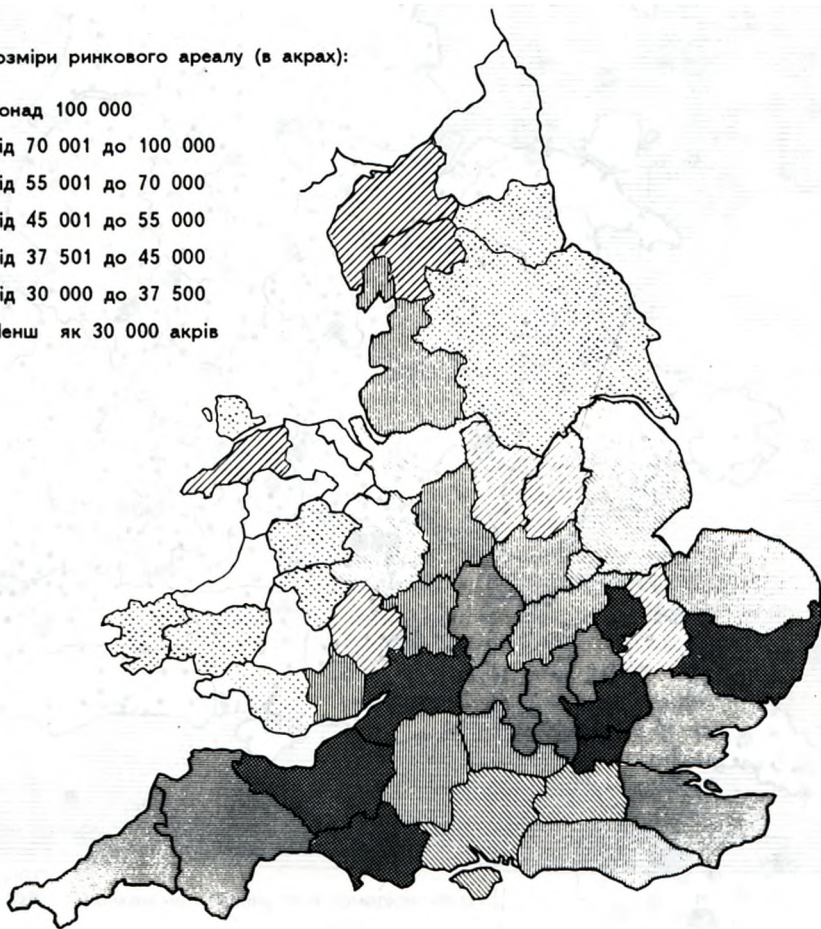 озміри ринкового ареалу (в акрах):
онад 100 000
ід 70 001 до 100 000
ід 55 001 до 70 000
ід 45 001 до 55 000
ід 37 501 до 45 000
ід 30 000 до 37 500
енш як 30 000 акрів